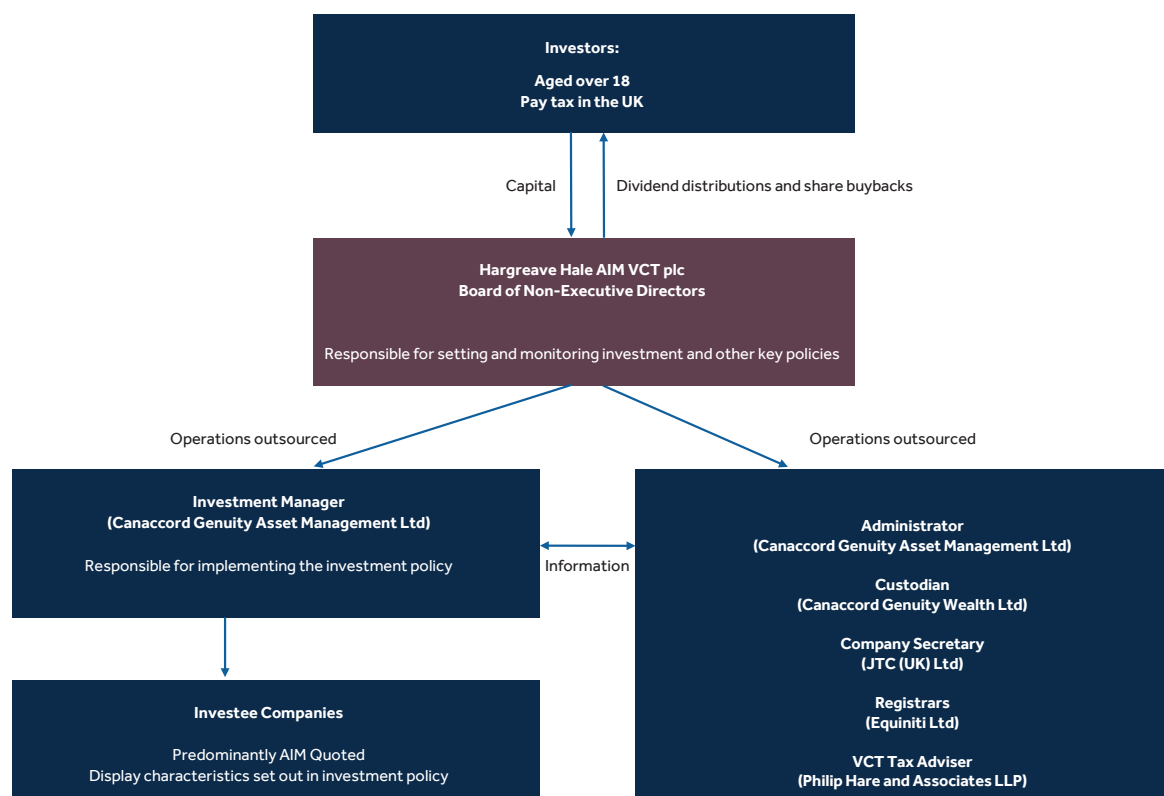 Investors:
Aged over 18
Pay tax in the UK
Capital
Dividend distributions and share buybacks
Hargreave Hale AIM VCT plc
Board of Non-Executive Directors
Responsible for setting and monitoring investment and other key policies
Operations outsourced
Operations outsourced
Investment Manager
(Canaccord Genuity Asset Management Ltd)
Responsible for implementing the investment policy
Information
Administrator
(Canaccord Genuity Asset Management Ltd)
Custodian
(Canaccord Genuity Wealth Ltd)
Company Secretary
(JTC (UK) Ltd)
Registrars
(Equiniti Ltd)
VCT Tax Adviser
(Philip Hare and Associates LLP)
Investee Companies
Predominantly AIM Quoted
Display characteristics set out in investment policy